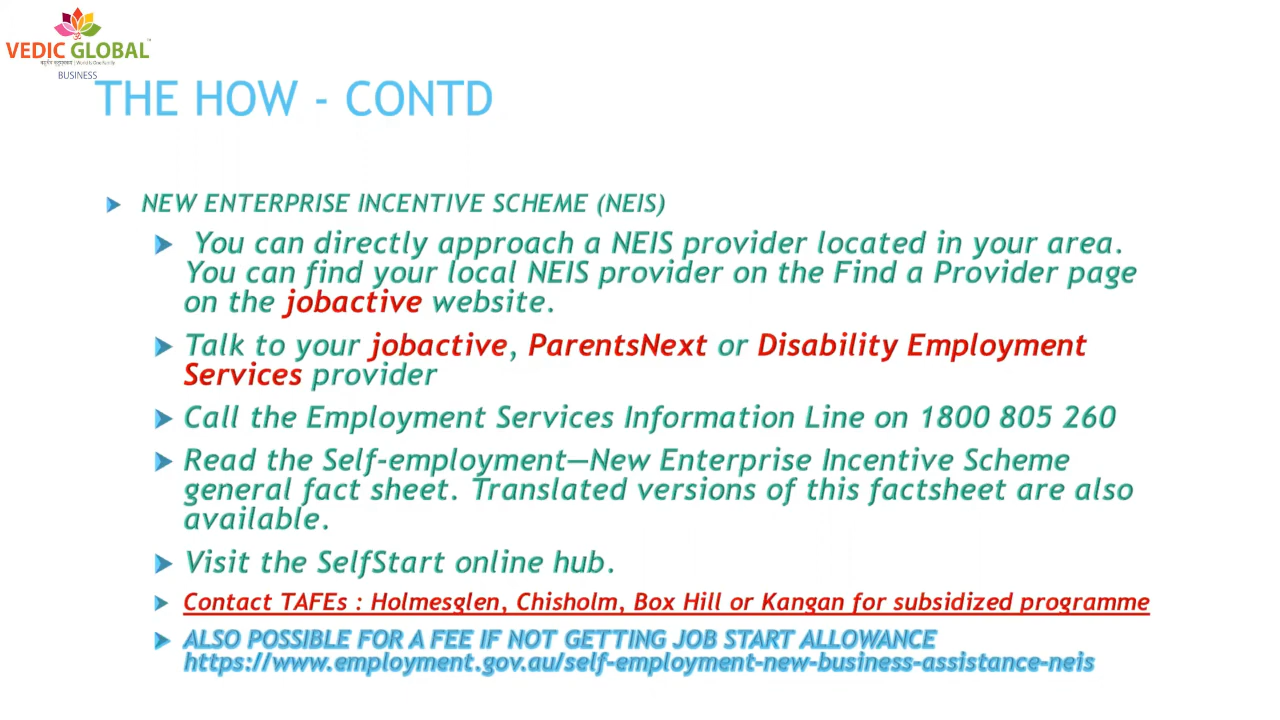 VEDIC GLOBAL
BUSINESS
THE HOW - CONTD
NEW ENTERPRISE INCENTIVE SCHEME (NEIS)
You can directly approach a NEIS provider located in your area.
You can find your local NEIS provider on the Find a Provider page
on the jobactive website.
Talk to your jobactive, ParentsNext or Disability Employment
Services provider
Call the Employment Services Information Line on 1800 805 260
Read the Self-employment—New Enterprise Incentive Scheme
general fact sheet. Translated versions of this factsheet are also
available.
Visit the SelfStart online hub.
Contact TAFEs : Holmesglen, Chisholm, Box Hill or Kangan for subsidized programme
ALSO POSSIBLE FOR A FEE IF NOT GETTING JOB START ALLOWANCE
https://www.employment.gov.au/self-employment-new-business-assistance-neis